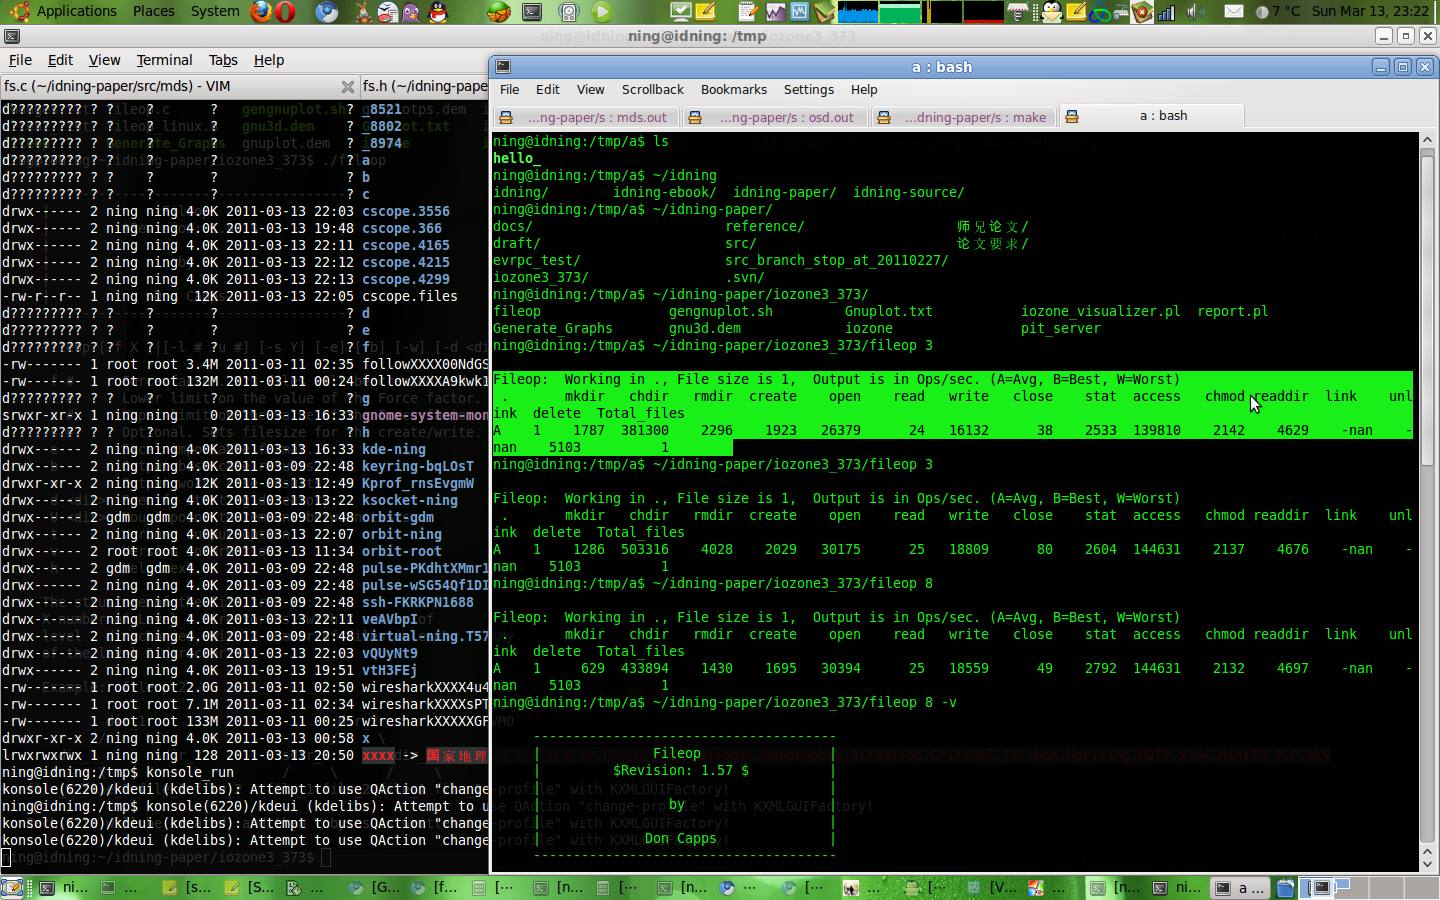 Applications Places System 7 °C Sun Mar 13, 23:22
ning@idning: /tmp
File Edit View Terminal Tabs Help
fs.c (~/idning-paper/src/mds) - VIM
fs.h (~/idning-pape
d????????? ? ? ? ? ? _8521
d????????? ? ? ? ? ? _8802
d????????? ? ? ? ? ? _8974
d????????? ? ? ? ? ? a
d????????? ? ? ? ? ? b
d????????? ? ? ? ? ? c
drwx------ 2 ning ning 4.0K 2011-03-13 22:03 cscope.3556
drwx------ 2 ning ning 4.0K 2011-03-13 19:48 cscope.366
drwx------ 2 ning ning 4.0K 2011-03-13 22:11 cscope.4165
drwx------ 2 ning ning 4.0K 2011-03-13 22:12 cscope.4215
drwx------ 2 ning ning 4.0K 2011-03-13 22:13 cscope.4299
-rw-r--r-- 1 ning ning 12K 2011-03-13 22:05 cscope.files
d????????? ? ? ? ? ? d
d????????? ? ? ? ? ? e
d????????? ? ? ? ? ? f
-rw------- 1 root root 3.4M 2011-03-11 02:35 followXXXX00NdGS
-rw------- 1 root root 132M 2011-03-11 00:24 followXXXXA9kwk1
d????????? ? ? ? ? ? g
srwxr-xr-x 1 ning ning 0 2011-03-13 16:33 gnome-system-mon
d????????? ? ? ? ? ? h
drwx------ 2 ning ning 4.0K 2011-03-13 16:33 kde-ning
drwx------ 2 ning ning 4.0K 2011-03-09 22:48 keyring-bqLOsT
drwxr-xr-x 2 ning ning 12K 2011-03-13 12:49 Kprof_rnsEvgmW
drwx------ 2 ning ning 4.0K 2011-03-13 13:22 ksocket-ning
drwx------ 2 gdm gdm 4.0K 2011-03-09 22:48 orbit-gdm
drwx------ 2 ning ning 4.0K 2011-03-13 22:07 orbit-ning
drwx------ 2 root root 4.0K 2011-03-13 11:34 orbit-root
drwx------ 2 gdm gdm 4.0K 2011-03-09 22:48 pulse-PKdhtXMmr1
drwx------ 2 ning ning 4.0K 2011-03-09 22:48 pulse-wSG54Qf1DI
drwx------ 2 ning ning 4.0K 2011-03-09 22:48 ssh-FKRKPN1688
drwx------ 2 ning ning 4.0K 2011-03-13 22:11 veAVbpI
drwx------ 2 ning ning 4.0K 2011-03-09 22:48 virtual-ning.T57
drwx------ 2 ning ning 4.0K 2011-03-13 22:03 vQUyNt9
drwx------ 2 ning ning 4.0K 2011-03-13 19:51 vtH3FEj
-rw------- 1 root root 2.0G 2011-03-11 02:50 wiresharkXXXX4u4
-rw------- 1 root root 7.1M 2011-03-11 02:34 wiresharkXXXXsPT
-rw------- 1 root root 133M 2011-03-11 00:25 wiresharkXXXXXGF
drwxr-xr-x 2 ning ning 4.0K 2011-03-13 00:58 x
lrwxrwxrwx 1 ning ning 128 2011-03-13 20:50 xxxx -> 国家地理
ning@idning:/tmp$ konsole_run
konsole(6220)/kdeui (kdelibs): Attempt to use QAction "change-profile" with KXMLGUIFactory!
ning@idning:/tmp$ konsole(6220)/kdeui (kdelibs): Attempt to use QAction "change-profile" with KXMLGUIFactory!
konsole(6220)/kdeui (kdelibs): Attempt to use QAction "change-profile" with KXMLGUIFactory!
konsole(6220)/kdeui (kdelibs): Attempt to use QAction "change
ning@idning:~/idning-paper/iozone3_373$
a : bash
File Edit View Scrollback Bookmarks Settings Help
...ng-paper/s : mds.out ...ng-paper/s : osd.out ...dning-paper/s : make a : bash
ning@idning:/tmp/a$ ls
hello_
ning@idning:/tmp/a$ ~/idning
idning/ idning-ebook/ idning-paper/ idning-source/
ning@idning:/tmp/a$ ~/idning-paper/
docs/ reference/ 师兄论文/
draft/ src/ 论文要求/
evrpc_test/ src_branch_stop_at_20110227/
iozone3_373/ .svn/
ning@idning:/tmp/a$ ~/idning-paper/iozone3_373/
fileop gengnuplot.sh Gnuplot.txt iozone_visualizer.pl report.pl
Generate_Graphs gnu3d.dem iozone pit_server
ning@idning:/tmp/a$ ~/idning-paper/iozone3_373/fileop 3
Fileop: Working in ., File size is 1, Output is in Ops/sec. (A=Avg, B=Best, W=Worst)
. mkdir chdir rmdir create open read write close stat access chmod readdir link unl
ink delete Total_files
A 1 1787 381300 2296 1923 26379 24 16132 38 2533 139810 2142 4629 -nan -
nan 5103 1
ning@idning:/tmp/a$ ~/idning-paper/iozone3_373/fileop 3
Fileop: Working in ., File size is 1, Output is in Ops/sec. (A=Avg, B=Best, W=Worst)
. mkdir chdir rmdir create open read write close stat access chmod readdir link unl
ink delete Total_files
A 1 1286 503316 4028 2029 30175 25 18809 80 2604 144631 2137 4676 -nan -
nan 5103 1
ning@idning:/tmp/a$ ~/idning-paper/iozone3_373/fileop 8
Fileop: Working in ., File size is 1, Output is in Ops/sec. (A=Avg, B=Best, W=Worst)
. mkdir chdir rmdir create open read write close stat access chmod readdir link unl
ink delete Total_files
A 1 629 433894 1430 1695 30394 25 18559 49 2792 144631 2132 4697 -nan -
nan 5103 1
ning@idning:/tmp/a$ ~/idning-paper/iozone3_373/fileop 8 -v
--------------------------------------
| Fileop |
| $Revision: 1.57 $ |
| |
| by |
| |
| Don Capps |
--------------------------------------
ni... ... [s... [S... ... [G... [f... [... [n... [... [n... ... [... ... [... [V... ... [n... ni... a ...